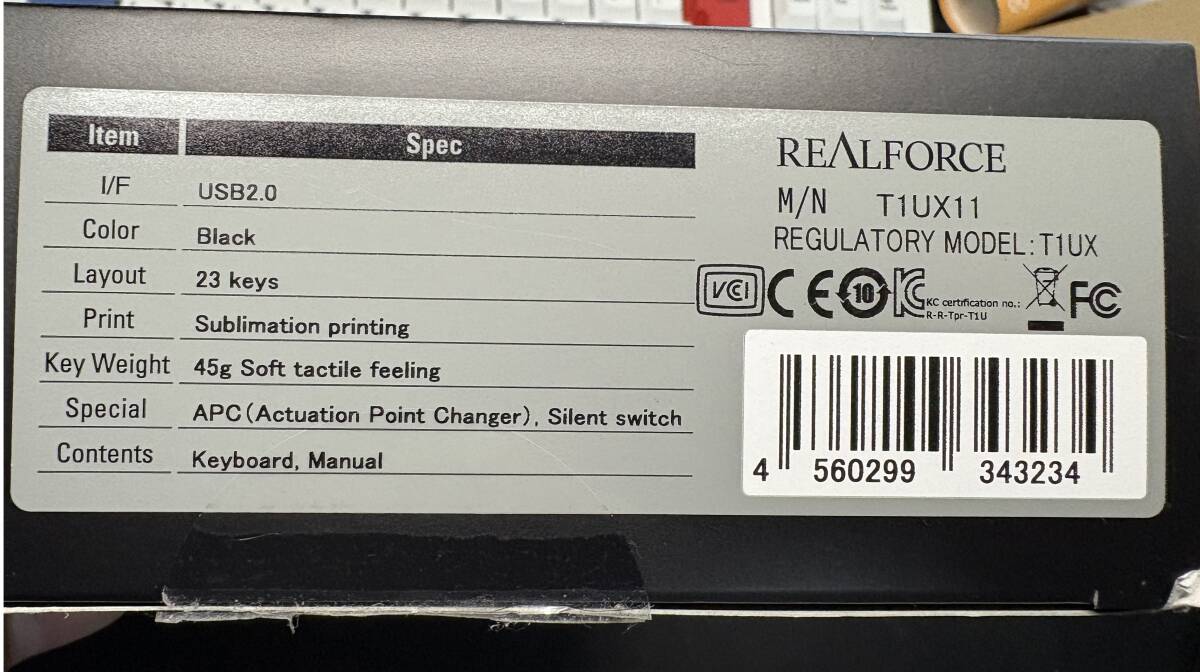 Item Spec
I/F USB2.0
Color Black
Layout 23 keys
Print Sublimation printing
Key Weight 45g Soft tactile feeling
Special APC(Actuation Point Changer), Silent switch
Contents Keyboard, Manual
REALFORCE
M/N T1UX11
REGULATORY MODEL: T1UX
VCI CE 10 KC FC
KC certification no.:
R-R-Tpr-T1U
4 560299 343234